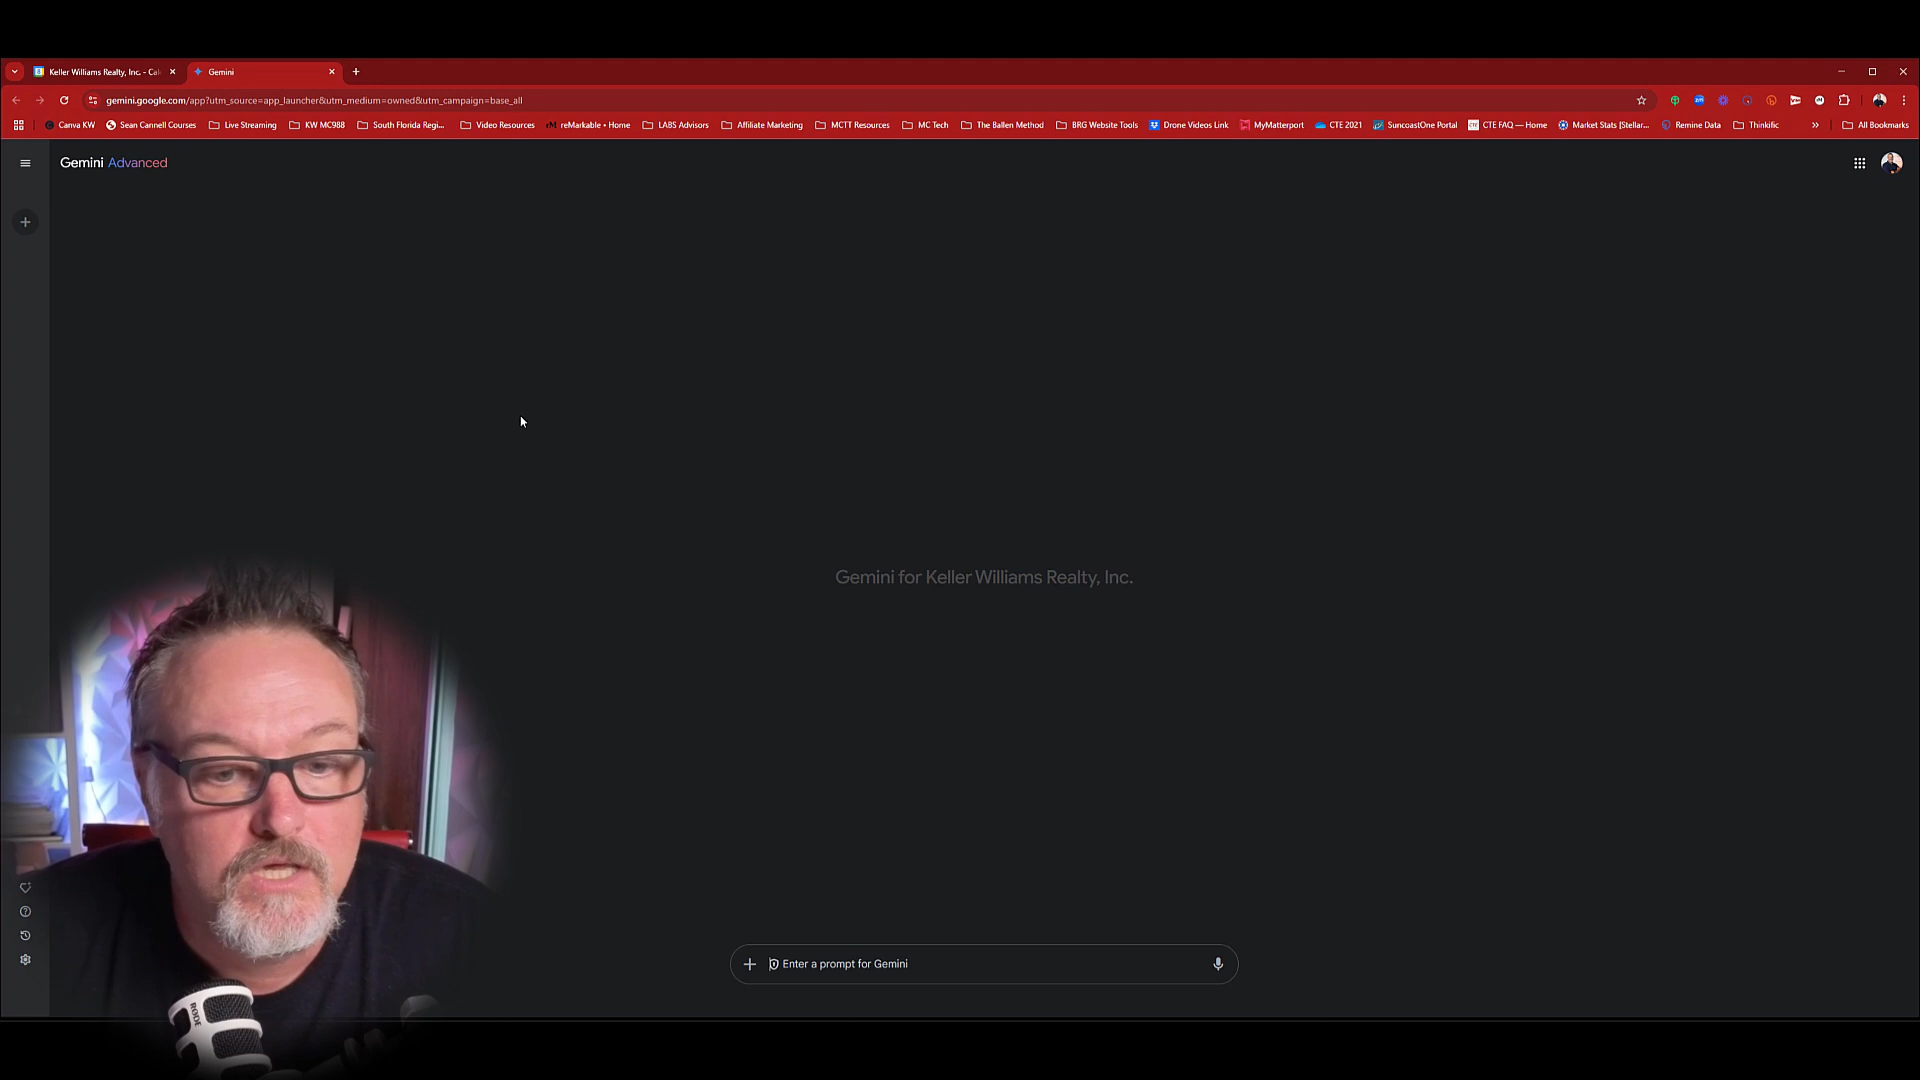 Keller Williams Realty, Inc. - Cal
Gemini
gemini.google.com/app?utm_source=app_launcher&utm_medium=owned&utm_campaign=base_all
Canva KW
Sean Cannell Courses
Live Streaming
KW MC988
South Florida Regi...
Video Resources
reMarkable • Home
LABS Advisors
Affiliate Marketing
MCTT Resources
MC Tech
The Ballen Method
BRG Website Tools
Drone Videos Link
MyMatterport
CTE 2021
SuncoastOne Portal
CTE FAQ — Home
Market Stats [Stellar...
Remine Data
Thinkific
All Bookmarks
Gemini Advanced
Gemini for Keller Williams Realty, Inc.
Enter a prompt for Gemini
RØDE